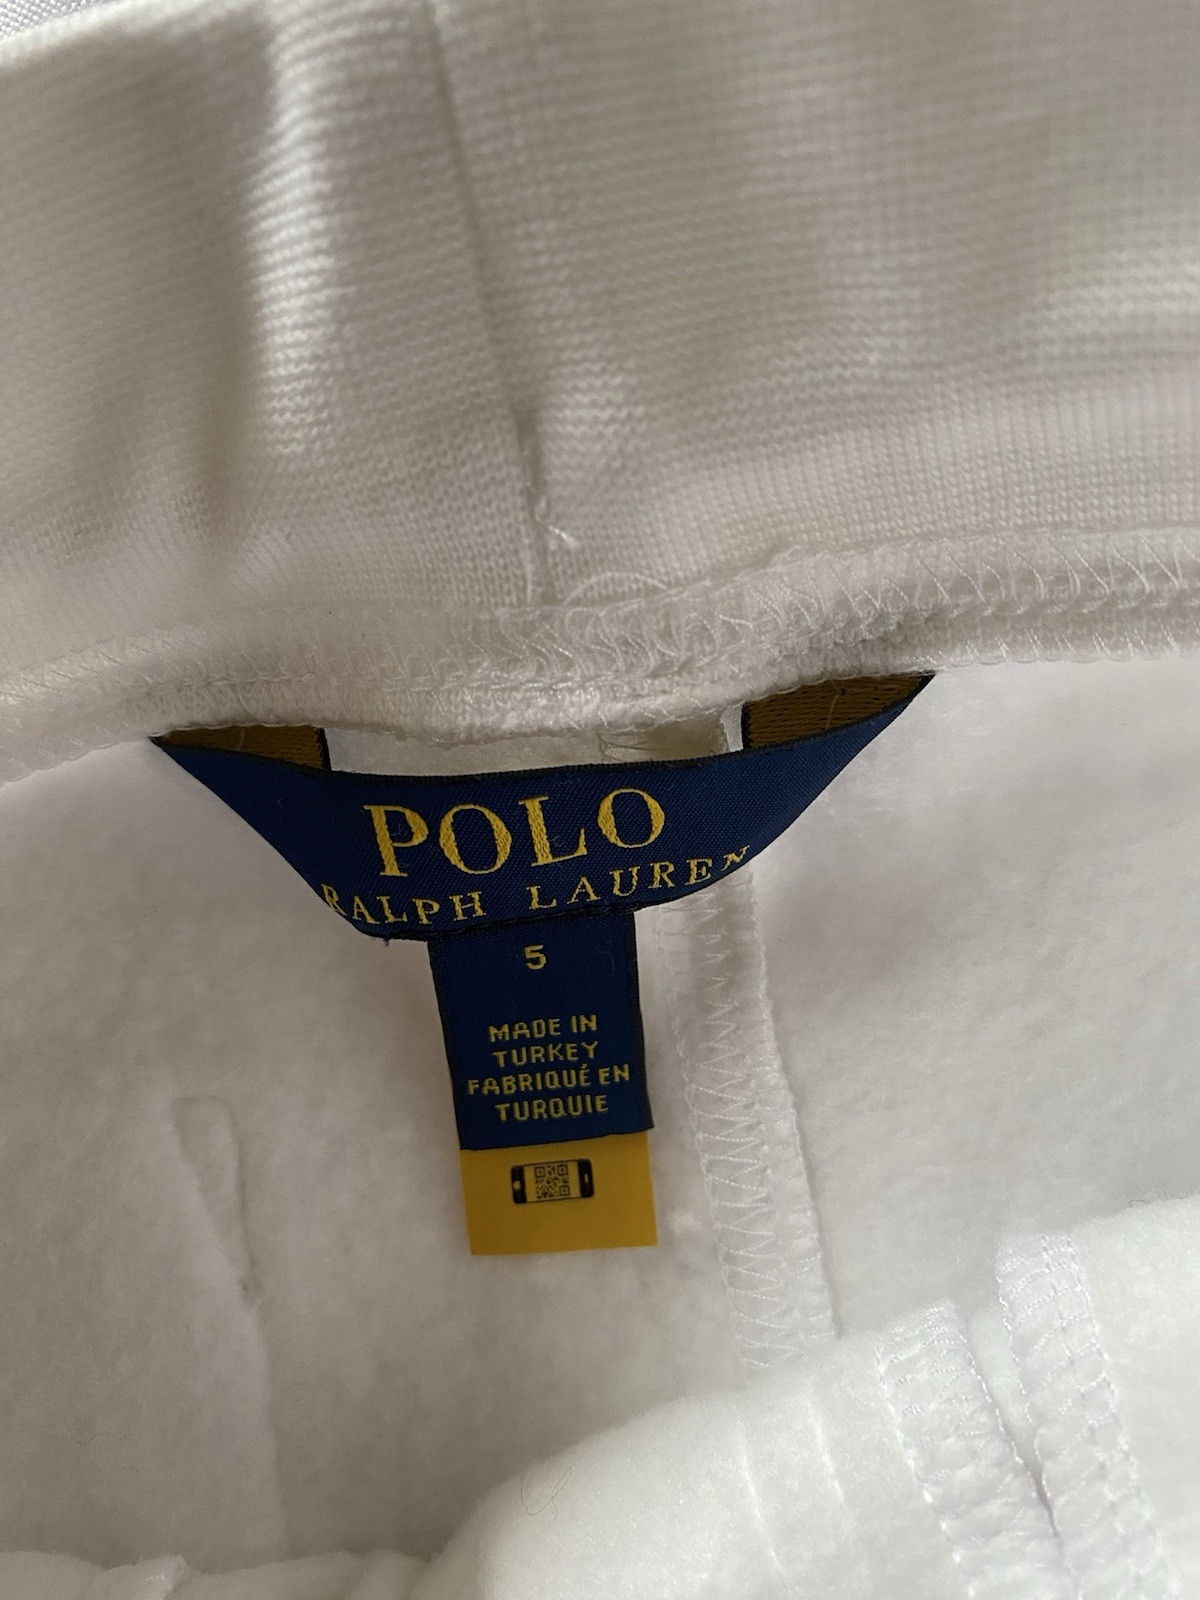 POLO
RALPH LAUREN
5
MADE IN
TURKEY
FABRIQUÉ EN
TURQUIE